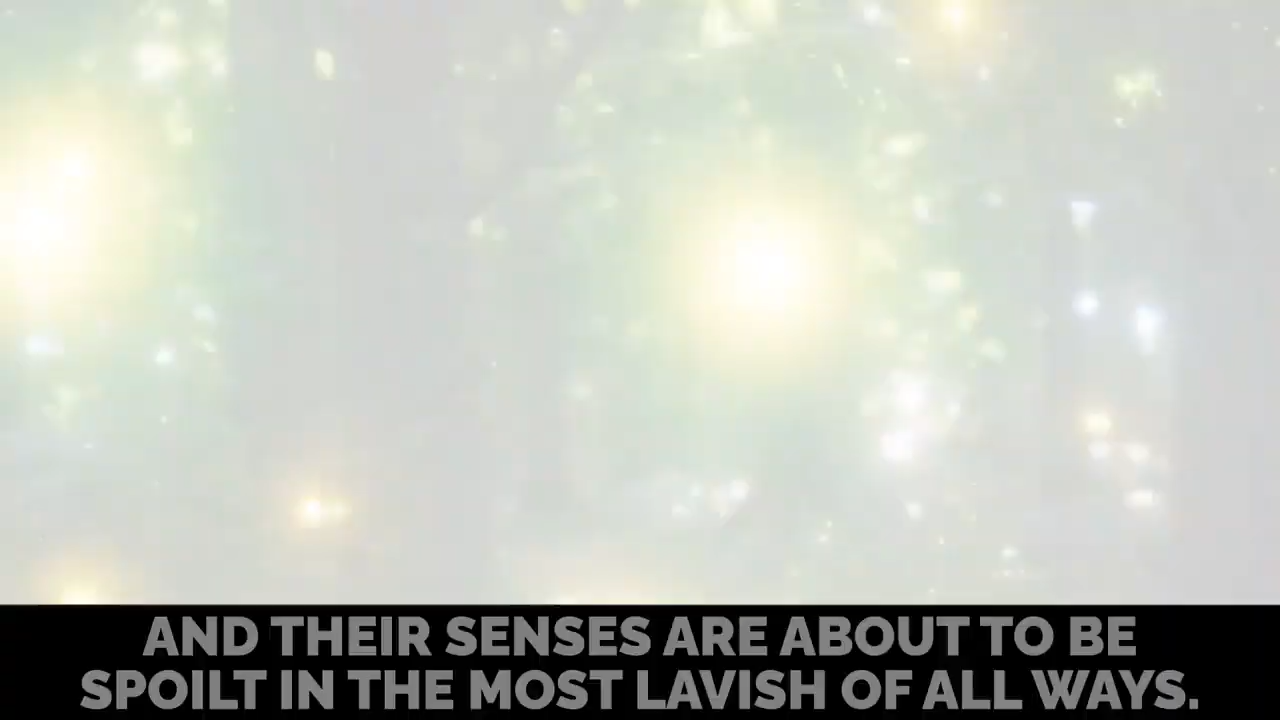 AND THEIR SENSES ARE ABOUT TO BE
SPOILT IN THE MOST LAVISH OF ALL WAYS.